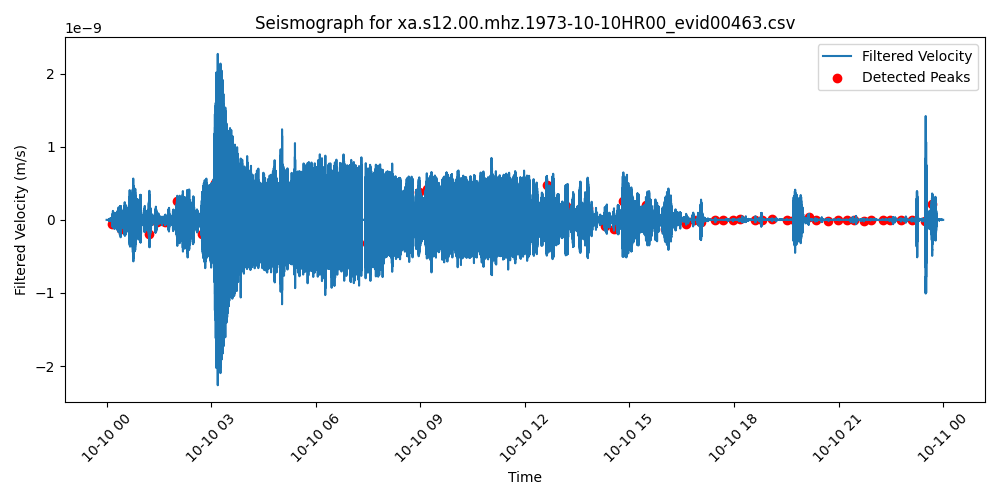 Seismograph for xa.s12.00.mhz.1973-10-10HR00_evid00463.csv
1e−9
Filtered Velocity
Detected Peaks
2
1
0
−1
−2
Filtered Velocity (m/s)
10-10 00
10-10 03
10-10 06
10-10 09
10-10 12
10-10 15
10-10 18
10-10 21
10-11 00
Time